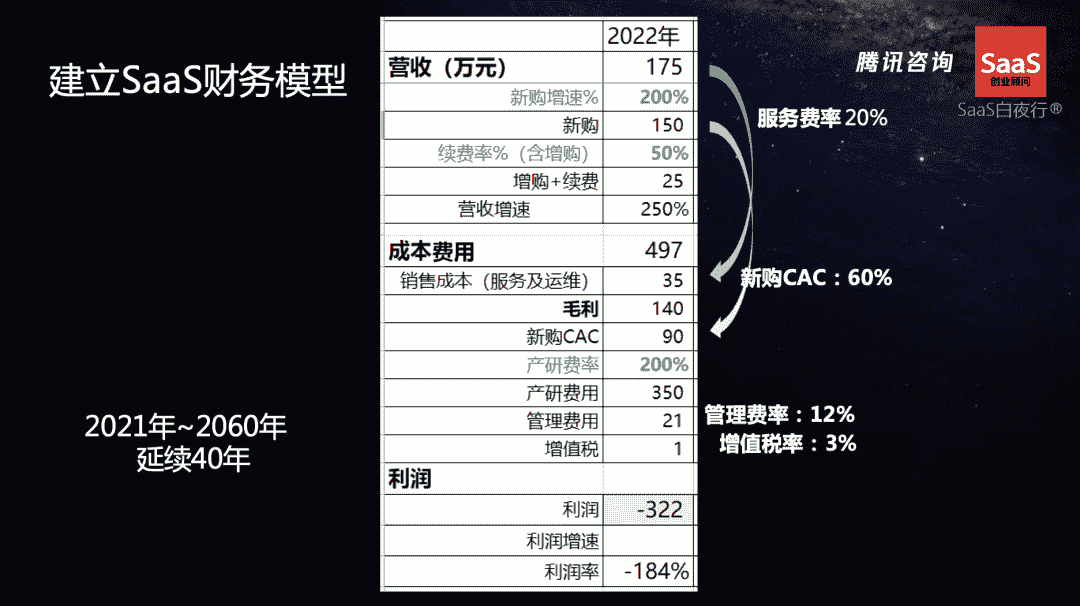 建立SaaS财务模型
2021年~2060年
延续40年
2022年
营收（万元） 175
新购增速% 200%
新购 150
续费率%（含增购） 50%
增购+续费 25
营收增速 250%
成本费用 497
销售成本（服务及运维） 35
毛利 140
新购CAC 90
产研费率 200%
产研费用 350
管理费用 21
增值税 1
利润
利润 -322
利润增速
利润率 -184%
腾讯咨询
SaaS
创业顾问
SaaS白夜行®
服务费率20%
新购CAC：60%
管理费率：12%
增值税率：3%